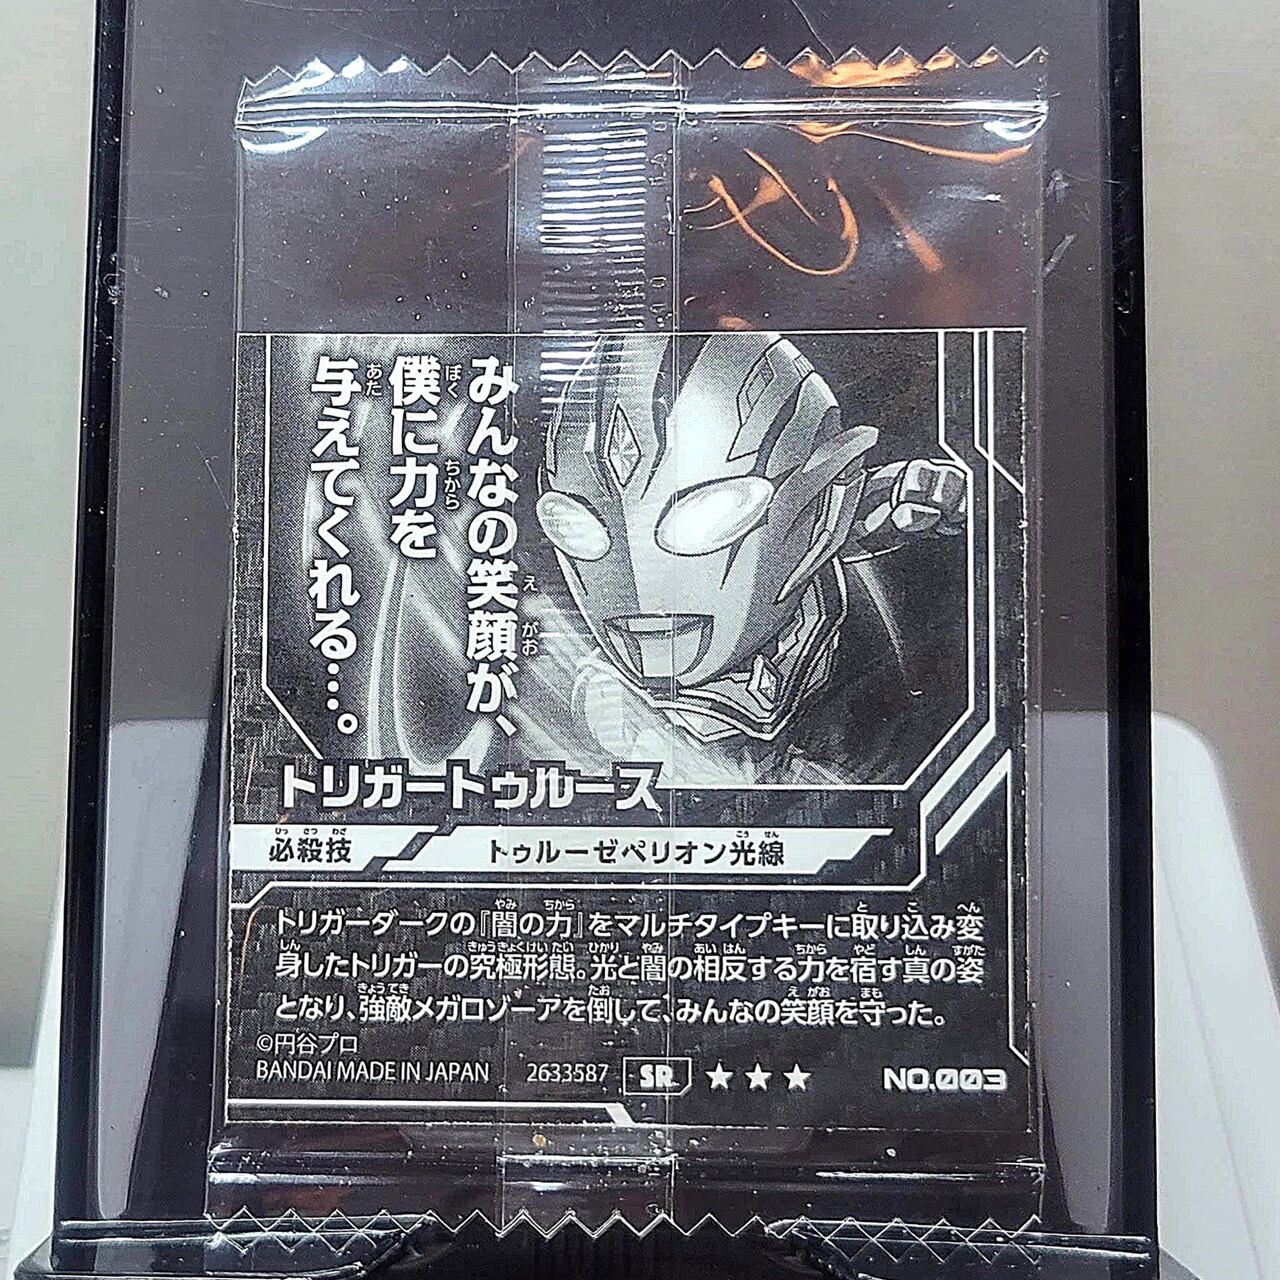 みんなの笑顔が、
僕に力を
与えてくれる…。
トリガートゥルース
必殺技
トゥルーゼペリオン光線
トリガーダークの『闇の力』をマルチタイプキーに取り込み変
身したトリガーの究極形態。光と闇の相反する力を宿す真の姿
となり、強敵メガロゾーアを倒して、みんなの笑顔を守った。
©円谷プロ
BANDAI MADE IN JAPAN 2633587 SR ★★★ NO.003